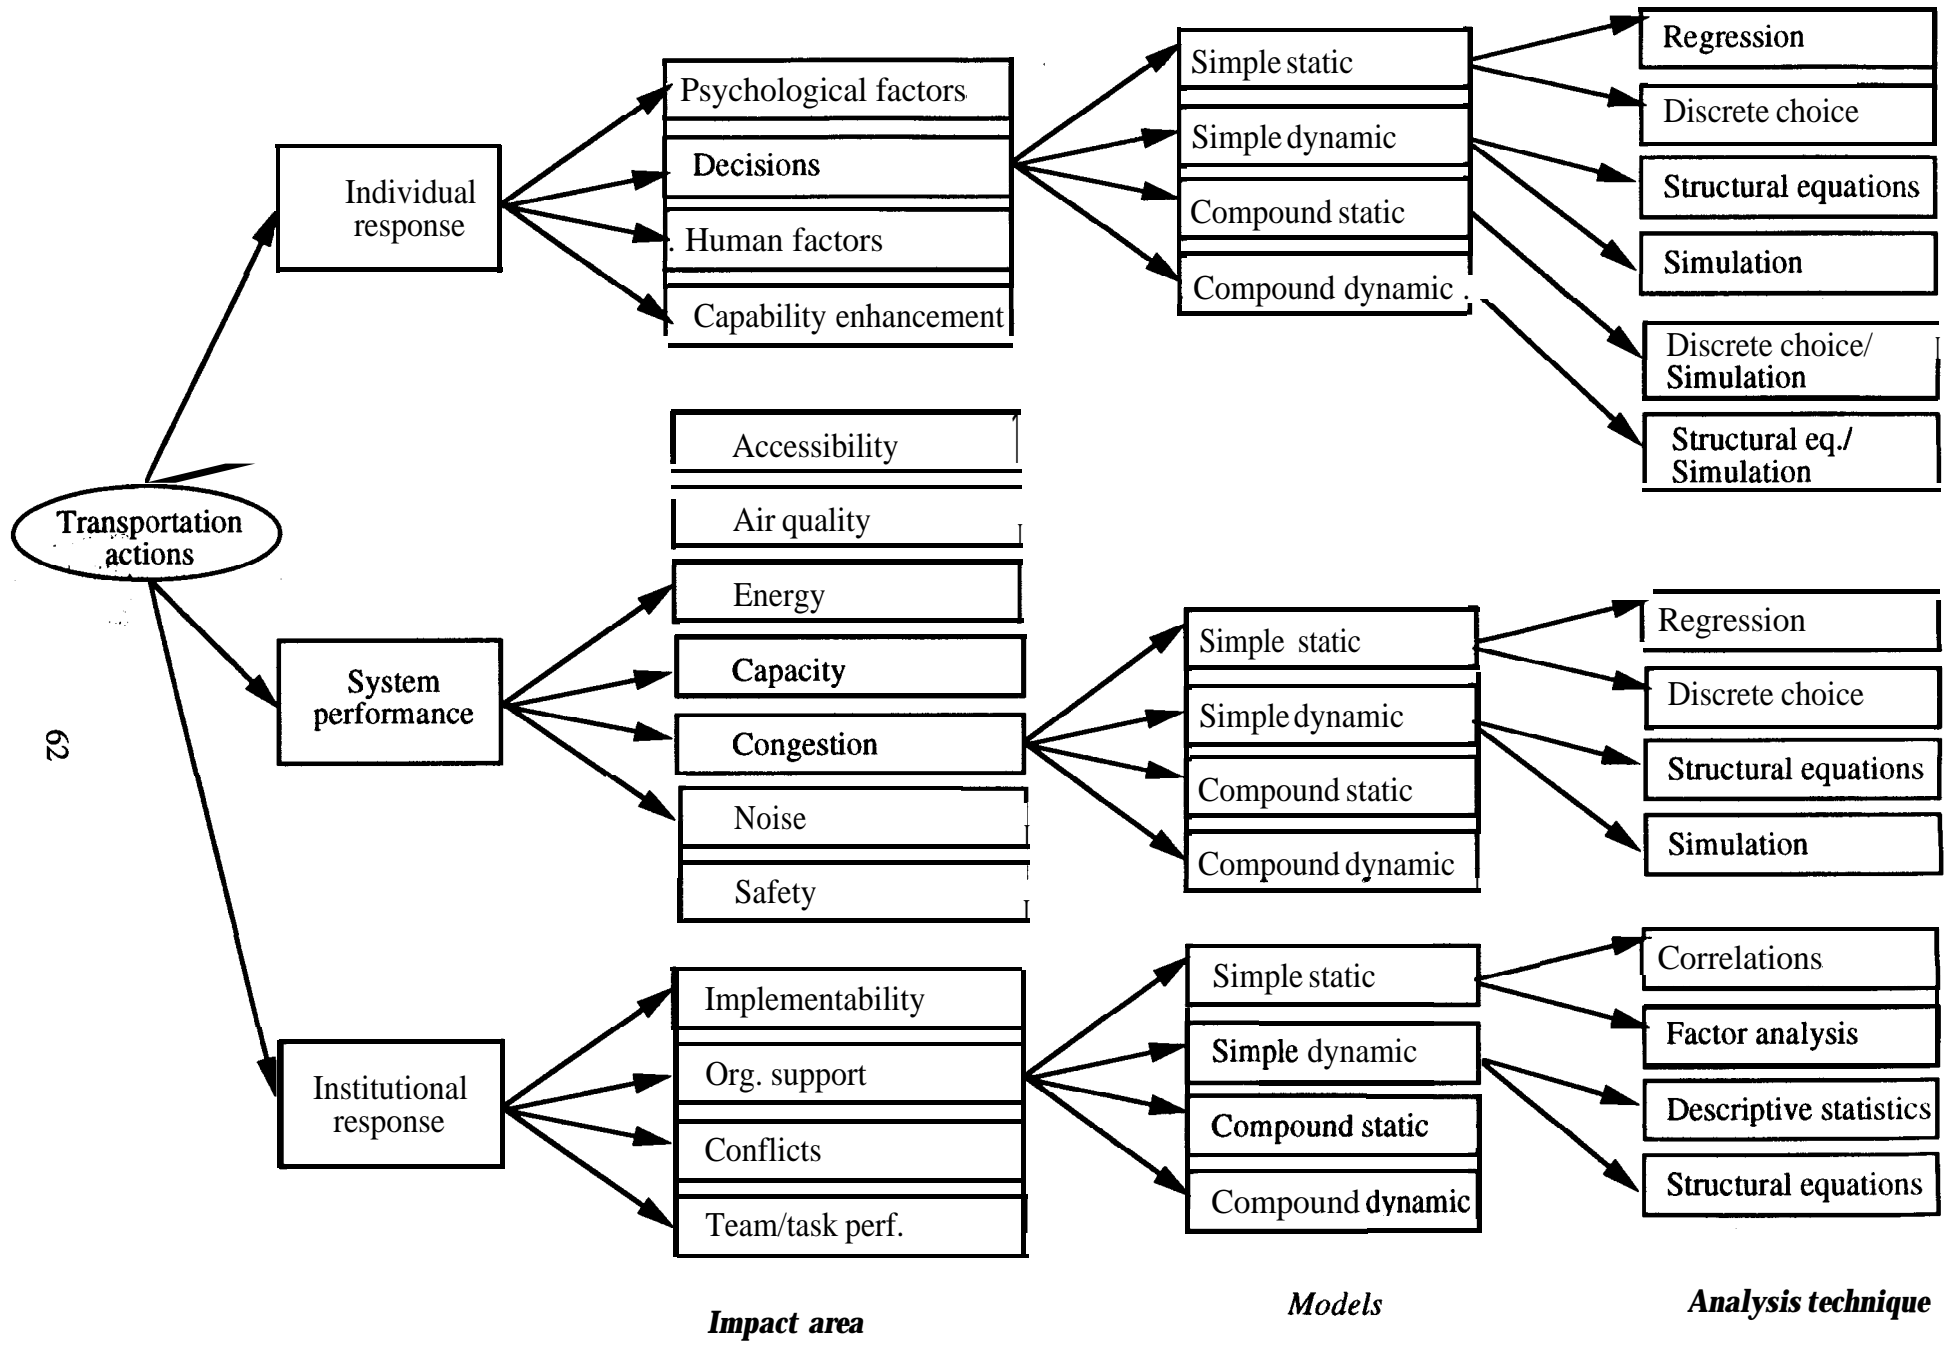 Transportation
actions
62
Individual
response
Psychological factors
Decisions
Human factors
Capability enhancement
Simple static
Simple dynamic
Compound static
Compound dynamic
Regression
Discrete choice
Structural equations
Simulation
Discrete choice/
Simulation
Structural eq./
Simulation
System
performance
Accessibility
Air quality
Energy
Capacity
Congestion
Noise
Safety
Simple static
Simple dynamic
Compound static
Compound dynamic
Regression
Discrete choice
Structural equations
Simulation
Institutional
response
Implementability
Org. support
Conflicts
Team/task perf.
Simple static
Simple dynamic
Compound static
Compound dynamic
Correlations
Factor analysis
Descriptive statistics
Structural equations
Impact area
Models
Analysis technique